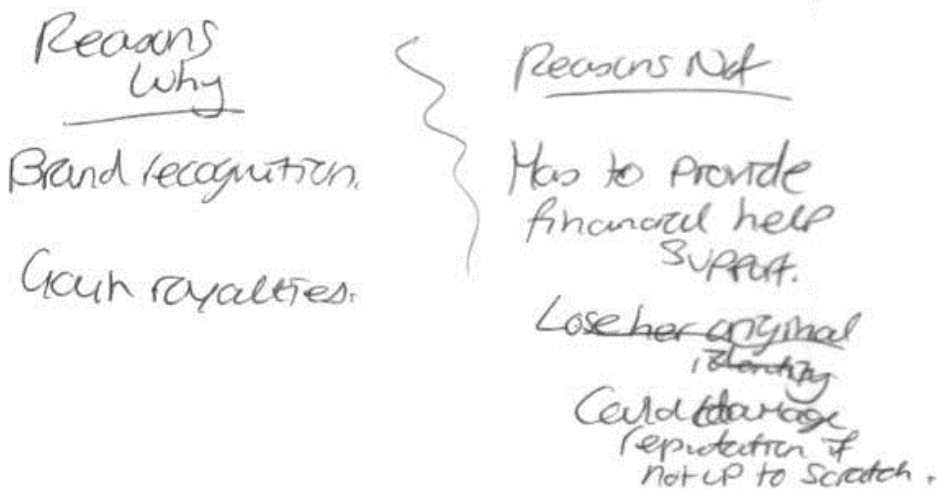 Reasons
Why
Brand recognition.
Gain royalties.
Reasons Not
Has to provide
financial help
support.
Lose her original
identity
Could damage
reputation if
not up to scratch.